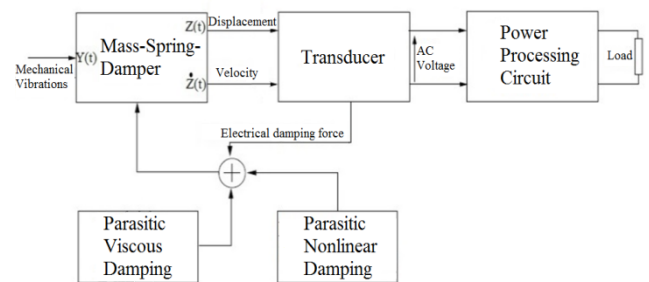 Mechanical
Vibrations
Y(t)
Mass-Spring-
Damper
Z(t)
Ż(t)
Displacement
Velocity
Transducer
AC
Voltage
Power
Processing
Circuit
Load
Electrical damping force
+
Parasitic
Viscous
Damping
Parasitic
Nonlinear
Damping